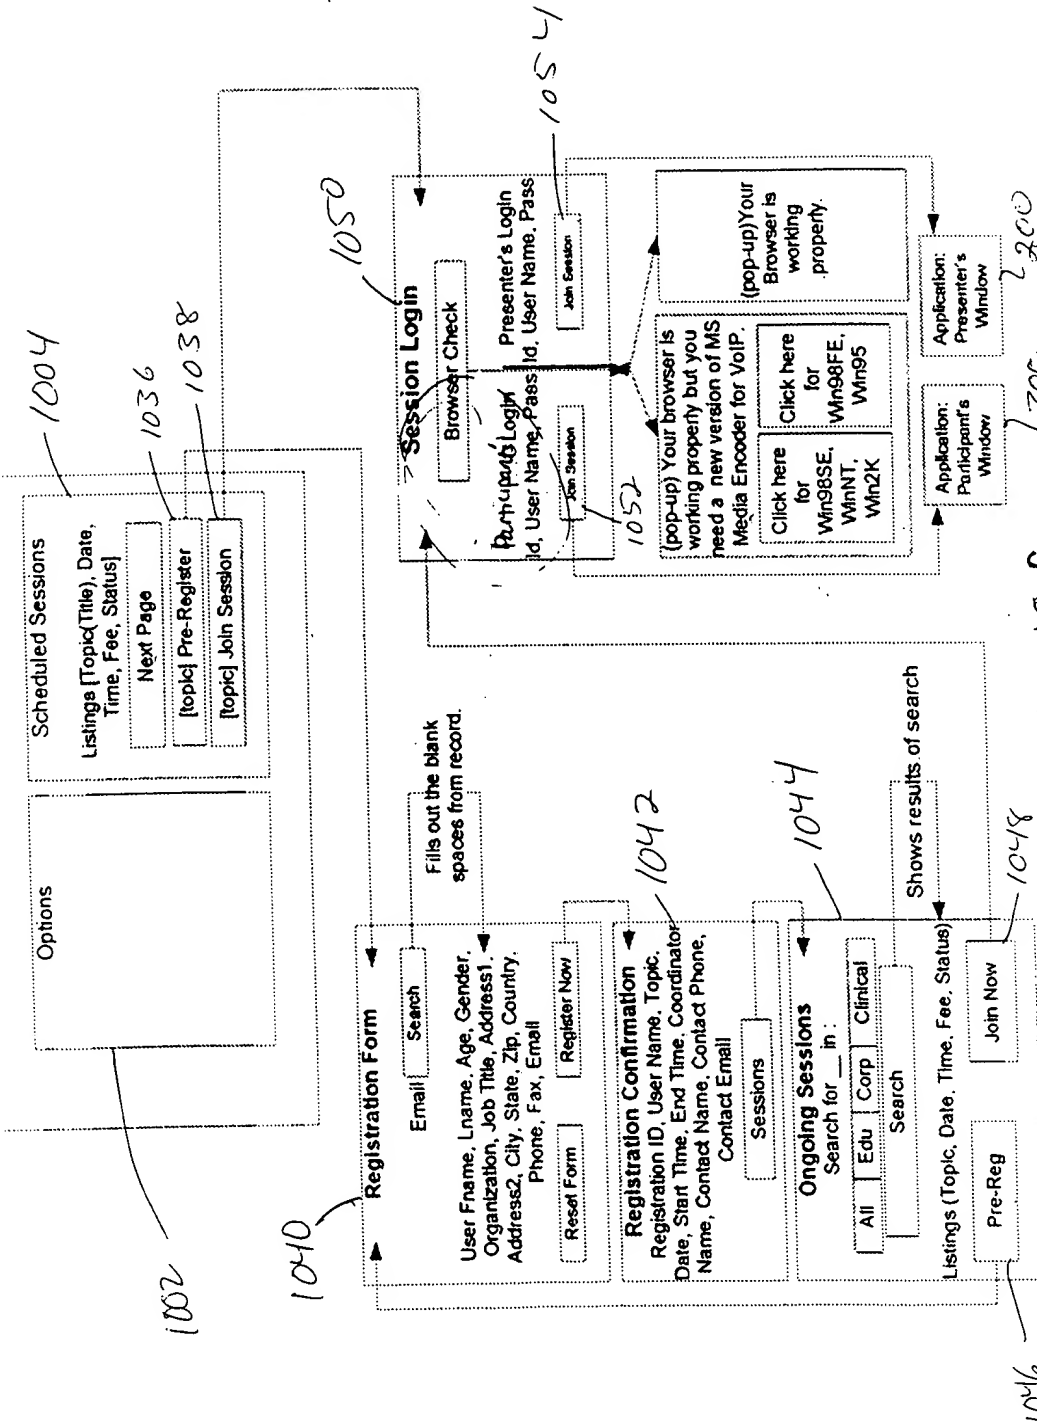 1002
Options
Scheduled Sessions
Listings [Topic(Title), Date,
Time, Fee, Status]
Next Page
[topic] Pre-Register
[topic] Join Session
1004
1036
1038
1040
Registration Form
Email
Search
Fills out the blank
spaces from record.
User Fname, Lname, Age, Gender,
Organization, Job Title, Address1,
Address2, City, State, Zip, Country,
Phone, Fax, Email
Reset Form
Register Now
Registration Confirmation
Registration ID, User Name, Topic,
Date, Start Time, End Time, Coordinator
Name, Contact Name, Contact Phone,
Contact Email
Sessions
1042
Ongoing Sessions
Search for __ in :
All
Edu
Corp
Clinical
Search
1044
Shows results of search
Listings (Topic, Date, Time, Fee, Status)
Pre-Reg
Join Now
1046
1048
1050
Session Login
Browser Check
Participants Login
Id, User Name, Pass
Join Session
1052
Presenter's Login
Id, User Name, Pass
Join Session
1054
(pop-up) Your browser is
working property but you
need a new version of MS
Media Encoder for VoIP.
Click here
for
Win98SE,
WinNT,
Win2K
Click here
for
Win98FE,
Win95
(pop-up) Your
Browser is
working
property.
Application:
Participant's
Window
Application:
Presenter's
Window
200